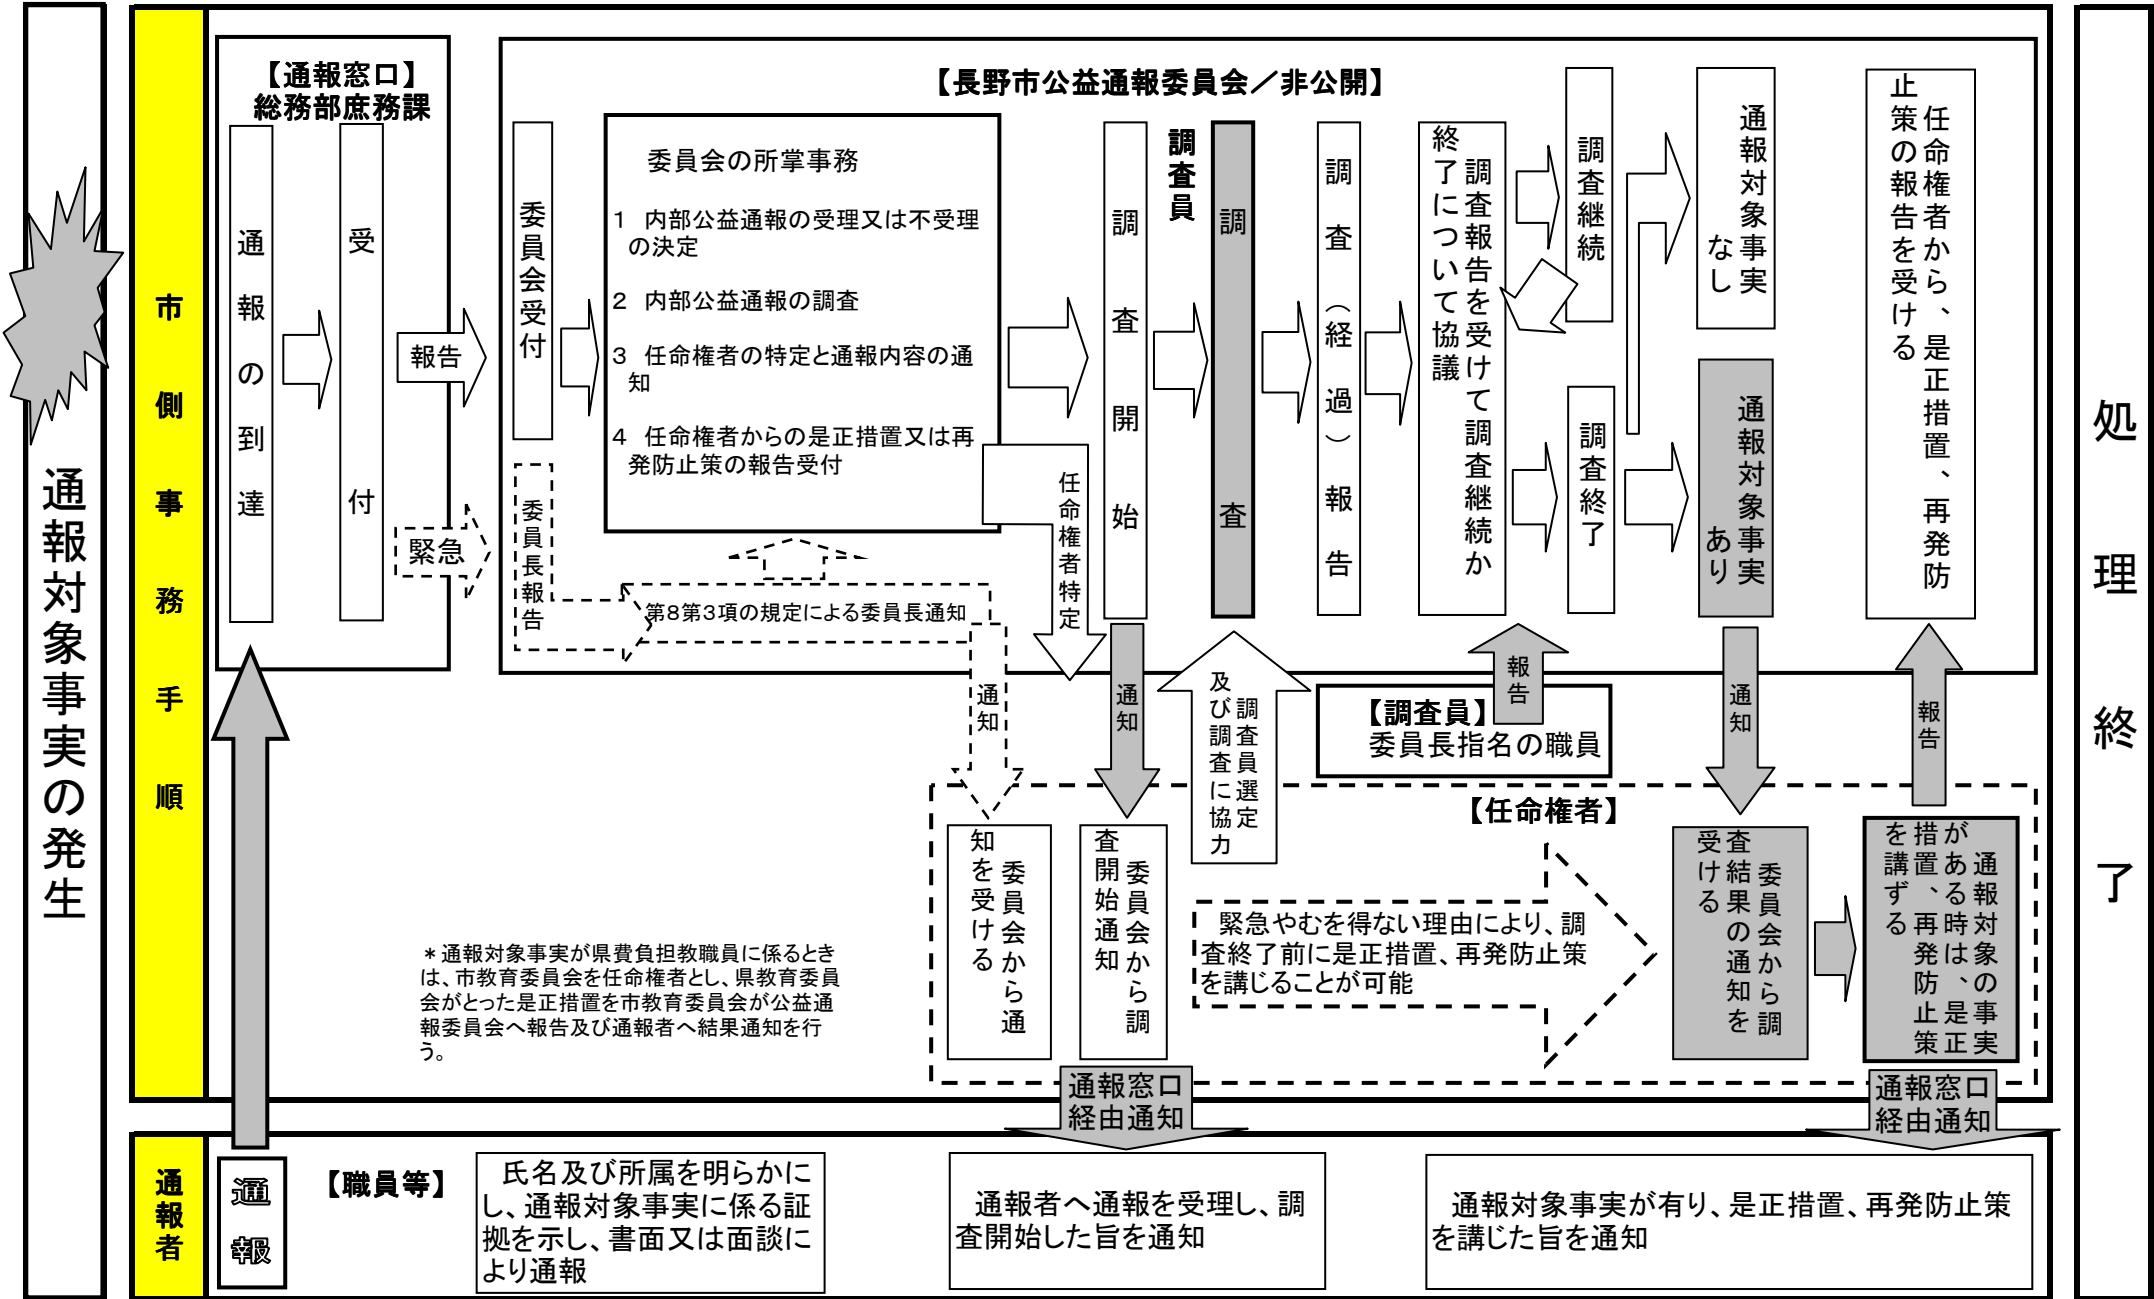 通報対象事実の発生
市側事務手順
【通報窓口】
総務部庶務課
通報の到達
受付
報告
緊急
【長野市公益通報委員会／非公開】
委員会受付
委員長報告
委員会の所掌事務
1 内部公益通報の受理又は不受理
の決定
2 内部公益通報の調査
3 任命権者の特定と通報内容の通
知
4 任命権者からの是正措置又は再
発防止策の報告受付
第8第3項の規定による委員長通知
任命権者特定
調査開始
調査員
調査
調査（経過）報告
調査報告を受けて調査継続か
終了について協議
調査継続
調査終了
通報対象事実
なし
通報対象事実
あり
任命権者から、是正措置、再発防
止策の報告を受ける
通知
通知
調査員選定
及び調査に協力
【調査員】
委員長指名の職員
報告
通知
報告
【任命権者】
委員会から通
知を受ける
委員会から調
査開始通知
緊急やむを得ない理由により、調
査終了前に是正措置、再発防止策
を講じることが可能
委員会から調
査結果の通知を
受ける
通報対象の事実
がある時は、是正
措置、再発防止策
を講ずる
＊通報対象事実が県費負担教職員に係るとき
は、市教育委員会を任命権者とし、県教育委員
会がとった是正措置を市教育委員会が公益通
報委員会へ報告及び通報者へ結果通知を行
う。
通報窓口
経由通知
通報窓口
経由通知
通報者
通報
【職員等】
氏名及び所属を明らかに
し、通報対象事実に係る証
拠を示し、書面又は面談に
より通報
通報者へ通報を受理し、調
査開始した旨を通知
通報対象事実が有り、是正措置、再発防止策
を講じた旨を通知
処理終了